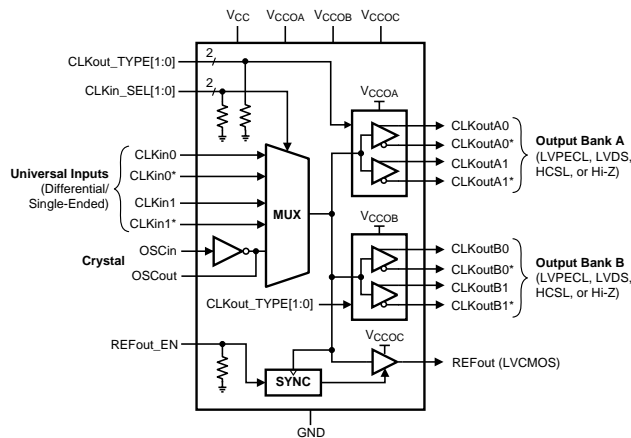 VCC
VCCOA
VCCOB
VCCOC
CLKout_TYPE[1:0]
2
CLKin_SEL[1:0]
2
VCCOA
CLKoutA0
CLKoutA0*
CLKoutA1
CLKoutA1*
Output Bank A
(LVPECL, LVDS,
HCSL, or Hi-Z)
Universal Inputs
(Differential/
Single-Ended)
CLKin0
CLKin0*
CLKin1
CLKin1*
MUX
Crystal
OSCin
OSCout
VCCOB
CLKoutB0
CLKoutB0*
CLKoutB1
CLKoutB1*
Output Bank B
(LVPECL, LVDS,
HCSL, or Hi-Z)
CLKout_TYPE[1:0]
REFout_EN
SYNC
VCCOC
REFout (LVCMOS)
GND